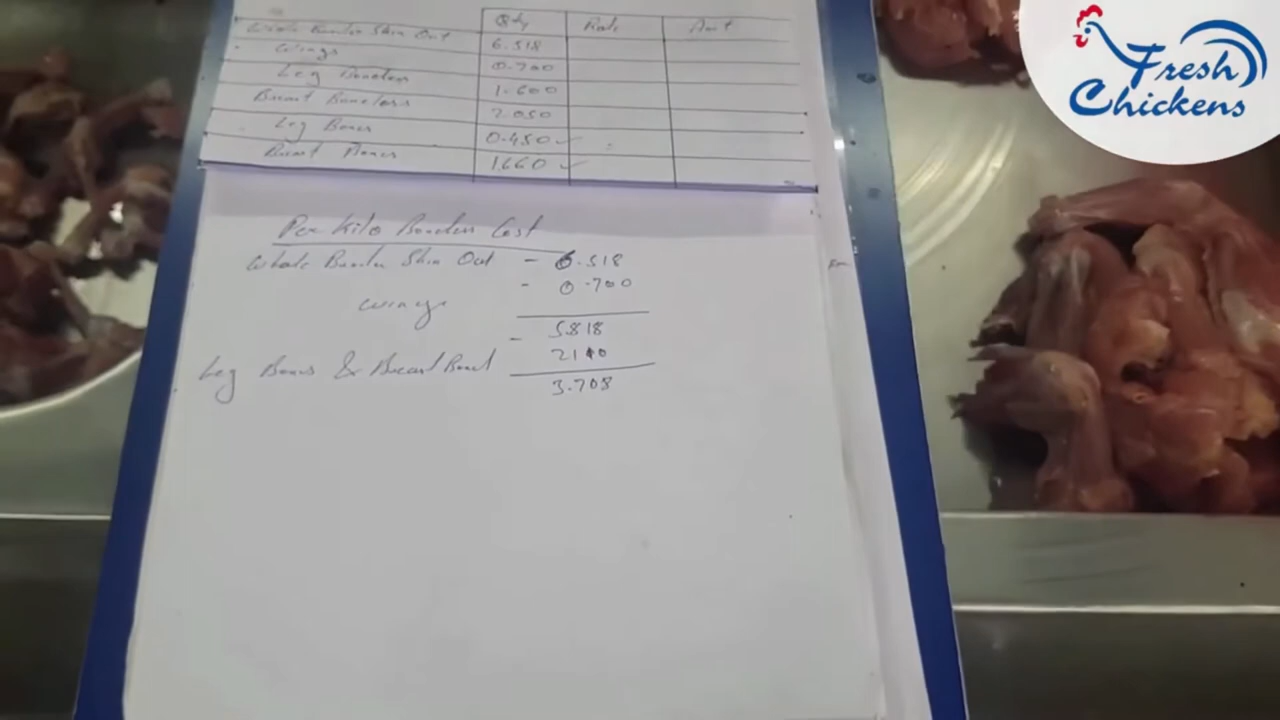 Qty Rate Amt
Whole Broiler Skin Out 6.518
Wings 0.700
Leg Boneless 1.600
Breast Boneless 2.050
Leg Bones 0.450 ✓
Breast Bones 1.660 ✓
Per Kilo Boneless Cost
Whole Broiler Skin Out - 6.518
wings - 0.700
5.818
Leg Bones & Breast Bones - 2110
3.708
Fresh
Chickens